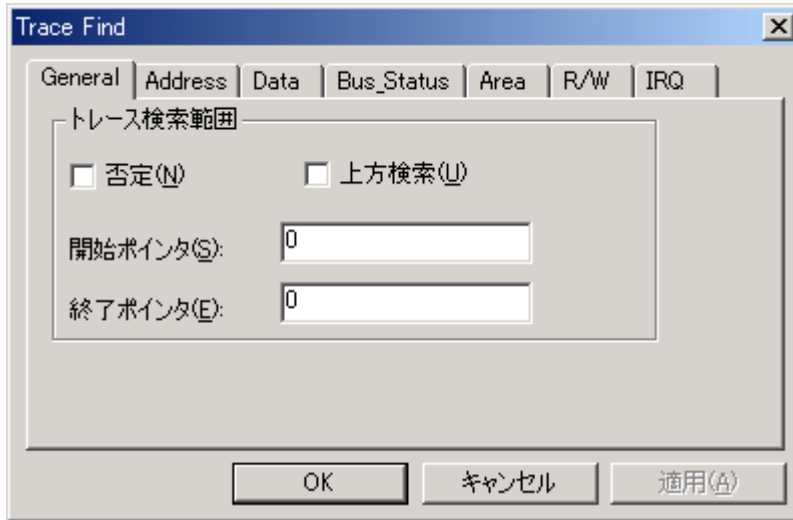 Trace Find
General Address Data Bus_Status Area R/W IRQ
トレース検索範囲
否定(N) 上方検索(U)
開始ポインタ(S): 0
終了ポインタ(E): 0
OK キャンセル 適用(A)